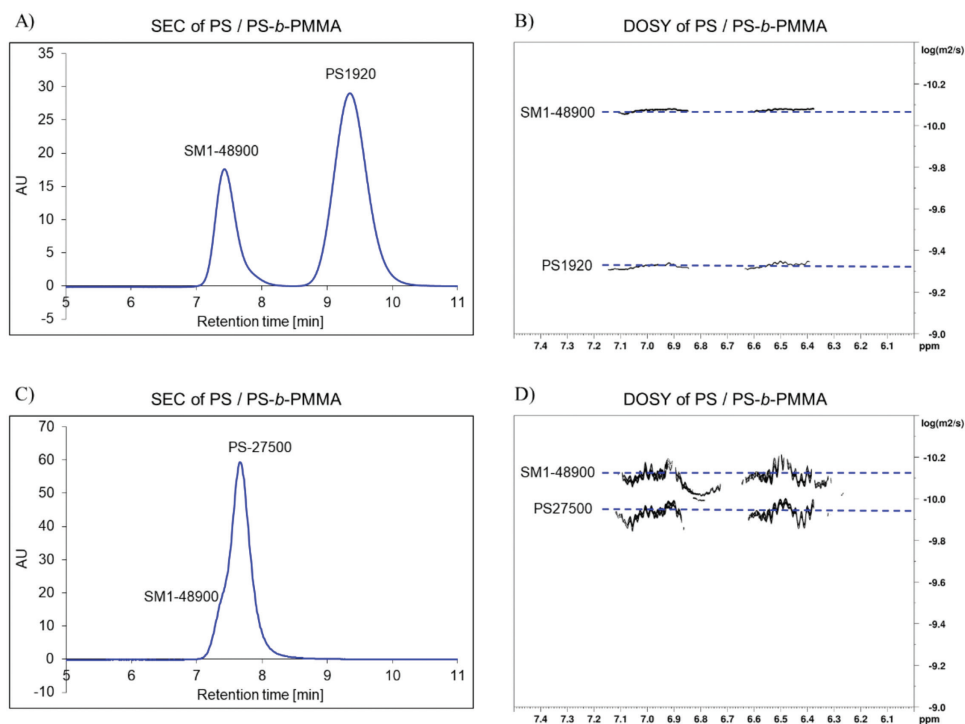 A)
SEC of PS / PS-b-PMMA
35
30
25
20
15
10
5
0
-5
AU
SM1-48900
PS1920
5 6 7 8 9 10 11
Retention time [min]
B)
DOSY of PS / PS-b-PMMA
log(m2/s)
SM1-48900
PS1920
-10.2
-10.0
-9.8
-9.6
-9.4
-9.2
-9.0
7.4 7.3 7.2 7.1 7.0 6.9 6.8 6.7 6.6 6.5 6.4 6.3 6.2 6.1 ppm
C)
SEC of PS / PS-b-PMMA
70
60
50
40
30
20
10
0
-10
AU
PS-27500
SM1-48900
5 6 7 8 9 10 11
Retention time [min]
D)
DOSY of PS / PS-b-PMMA
log(m2/s)
SM1-48900
PS27500
-10.2
-10.0
-9.8
-9.6
-9.4
-9.2
-9.0
7.4 7.3 7.2 7.1 7.0 6.9 6.8 6.7 6.6 6.5 6.4 6.3 6.2 6.1 ppm